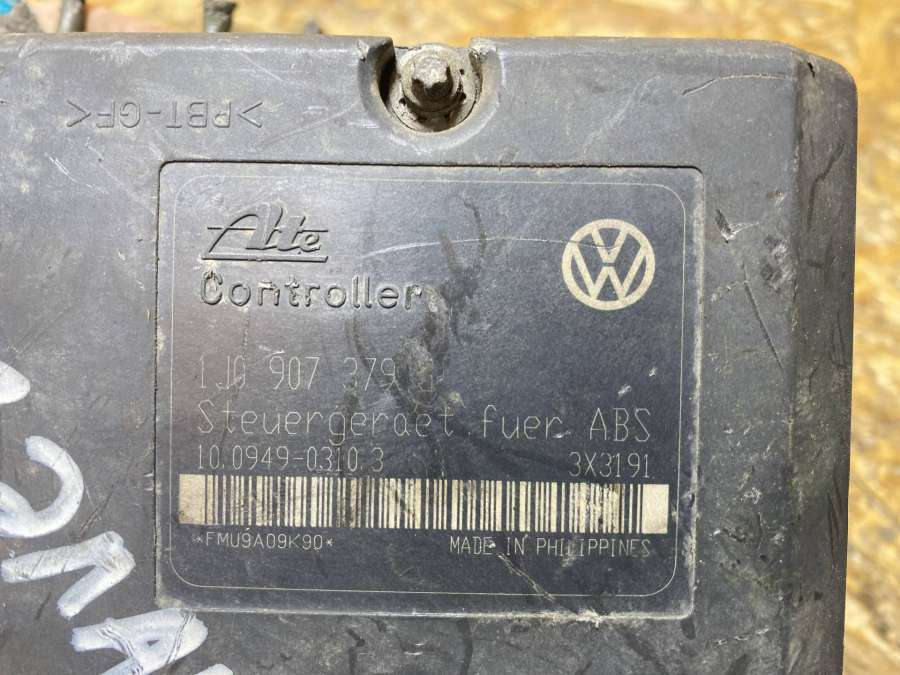 >PBT-GF<
Ate
Controller
1J0 907 379
Steuergeraet fuer ABS
10.0949-0310.3 3X3191
*FMU9A09K90*
MADE IN PHILIPPINES